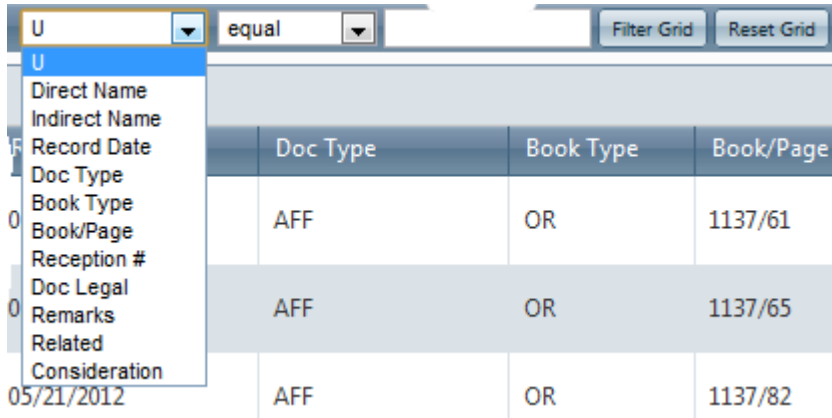 U equal Filter Grid Reset Grid
U
Direct Name
Indirect Name
Record Date
Doc Type
Book Type
Book/Page
Reception #
Doc Legal
Remarks
Related
Consideration
Doc Type Book Type Book/Page
AFF OR 1137/61
AFF OR 1137/65
05/21/2012 AFF OR 1137/82